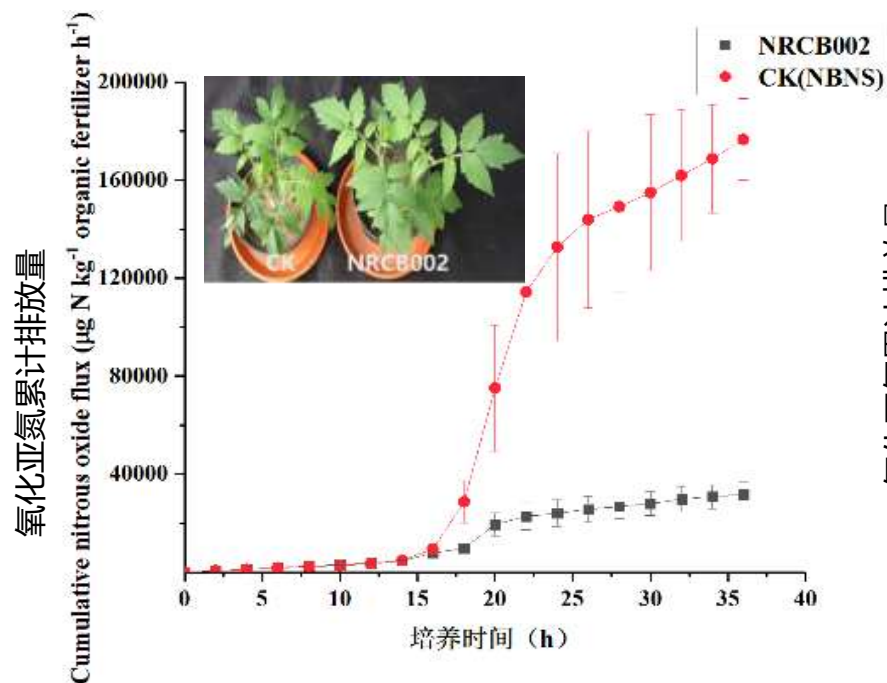 NRCB002
CK(NBNS)
氧化亚氮累计排放量
Cumulative nitrous oxide flux (μg N kg⁻¹ organic fertilizer h⁻¹)
200000
160000
120000
80000
40000
0
CK
NRCB002
0
5
10
15
20
25
30
35
40
培养时间（h）